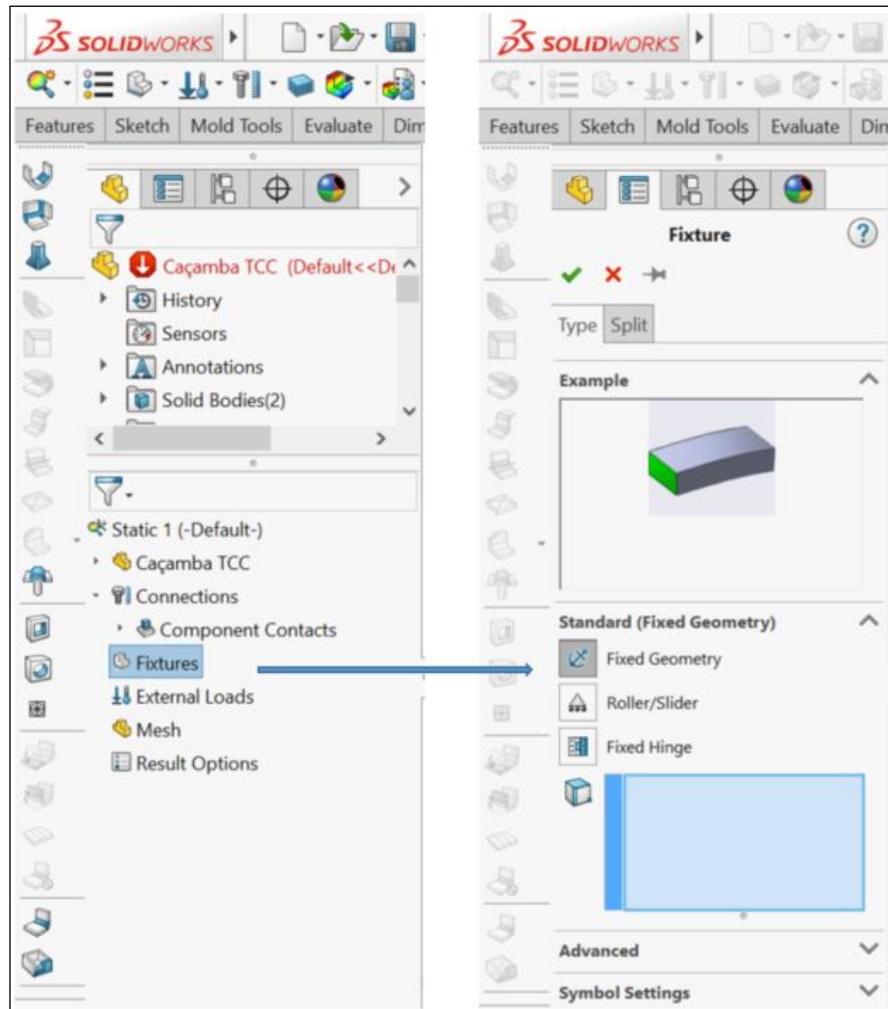 SOLIDWORKS
Features Sketch Mold Tools Evaluate Dim
Caçamba TCC (Default<<De
History
Sensors
Annotations
Solid Bodies(2)
Static 1 (-Default-)
Caçamba TCC
Connections
Component Contacts
Fixtures
External Loads
Mesh
Result Options
SOLIDWORKS
Features Sketch Mold Tools Evaluate Din
Fixture
Type Split
Example
Standard (Fixed Geometry)
Fixed Geometry
Roller/Slider
Fixed Hinge
Advanced
Symbol Settings